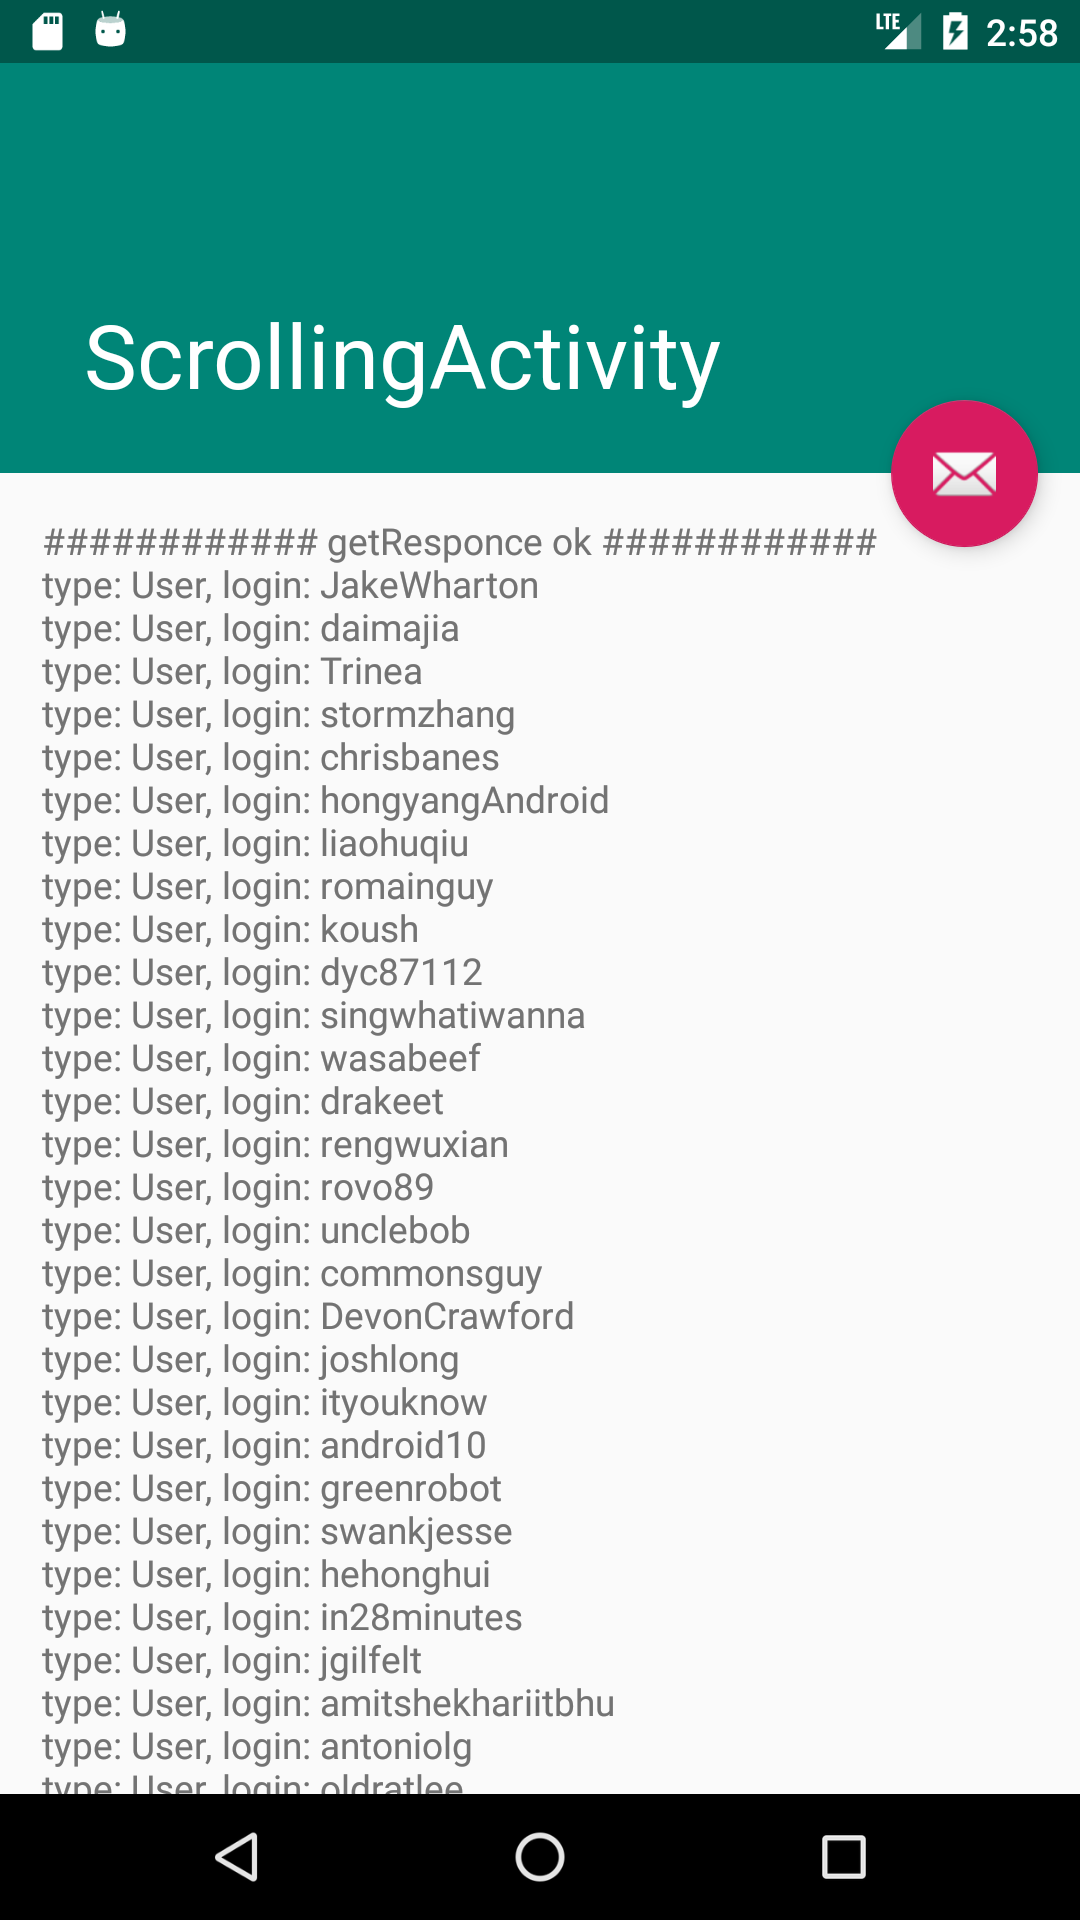 LTE 2:58
ScrollingActivity
############ getResponce ok ############
type: User, login: JakeWharton
type: User, login: daimajia
type: User, login: Trinea
type: User, login: stormzhang
type: User, login: chrisbanes
type: User, login: hongyangAndroid
type: User, login: liaohuqiu
type: User, login: romainguy
type: User, login: koush
type: User, login: dyc87112
type: User, login: singwhatiwanna
type: User, login: wasabeef
type: User, login: drakeet
type: User, login: rengwuxian
type: User, login: rovo89
type: User, login: unclebob
type: User, login: commonsguy
type: User, login: DevonCrawford
type: User, login: joshlong
type: User, login: ityouknow
type: User, login: android10
type: User, login: greenrobot
type: User, login: swankjesse
type: User, login: hehonghui
type: User, login: in28minutes
type: User, login: jgilfelt
type: User, login: amitshekhariitbhu
type: User, login: antoniolg
type: User, login: oldratlee